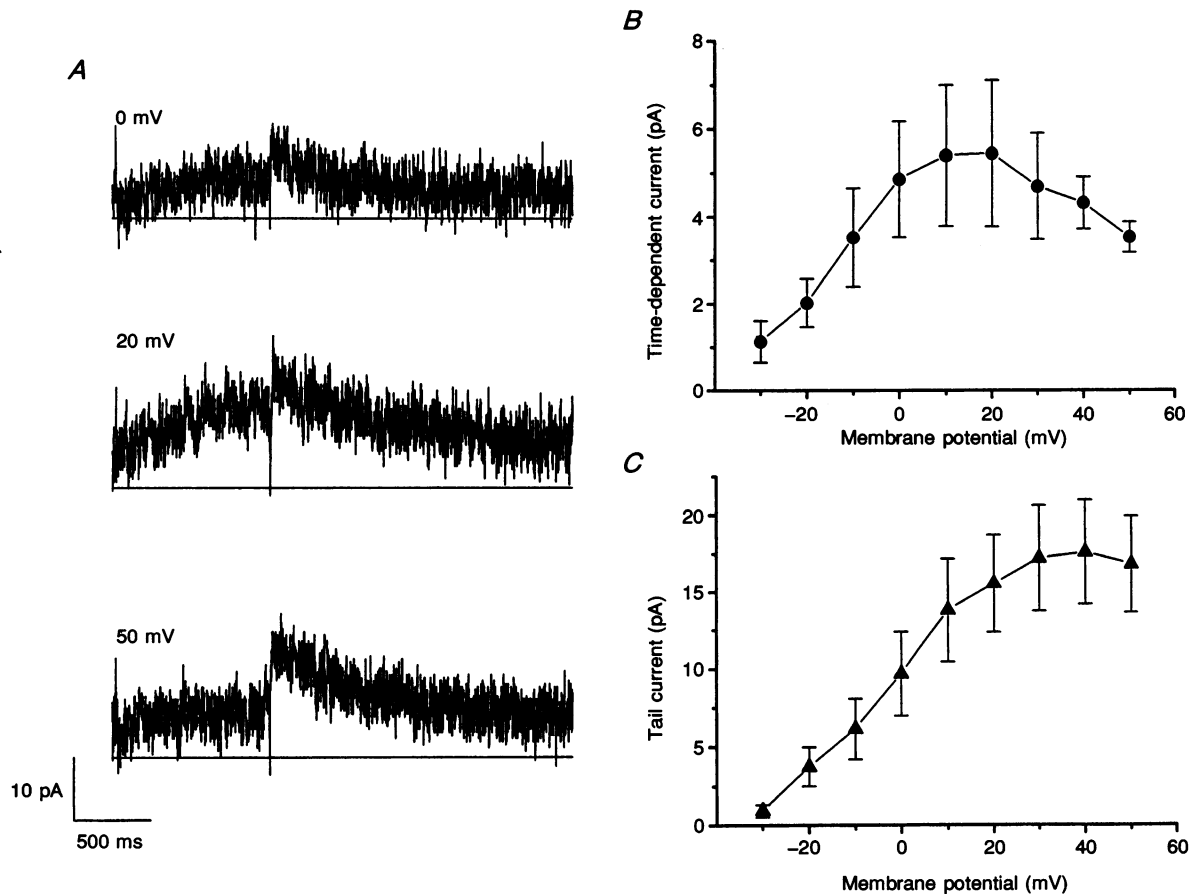 A
0 mV
20 mV
50 mV
10 pA
500 ms
B
Time-dependent current (pA)
8
6
4
2
0
−20 0 20 40 60
Membrane potential (mV)
C
Tail current (pA)
20
15
10
5
0
−20 0 20 40 60
Membrane potential (mV)